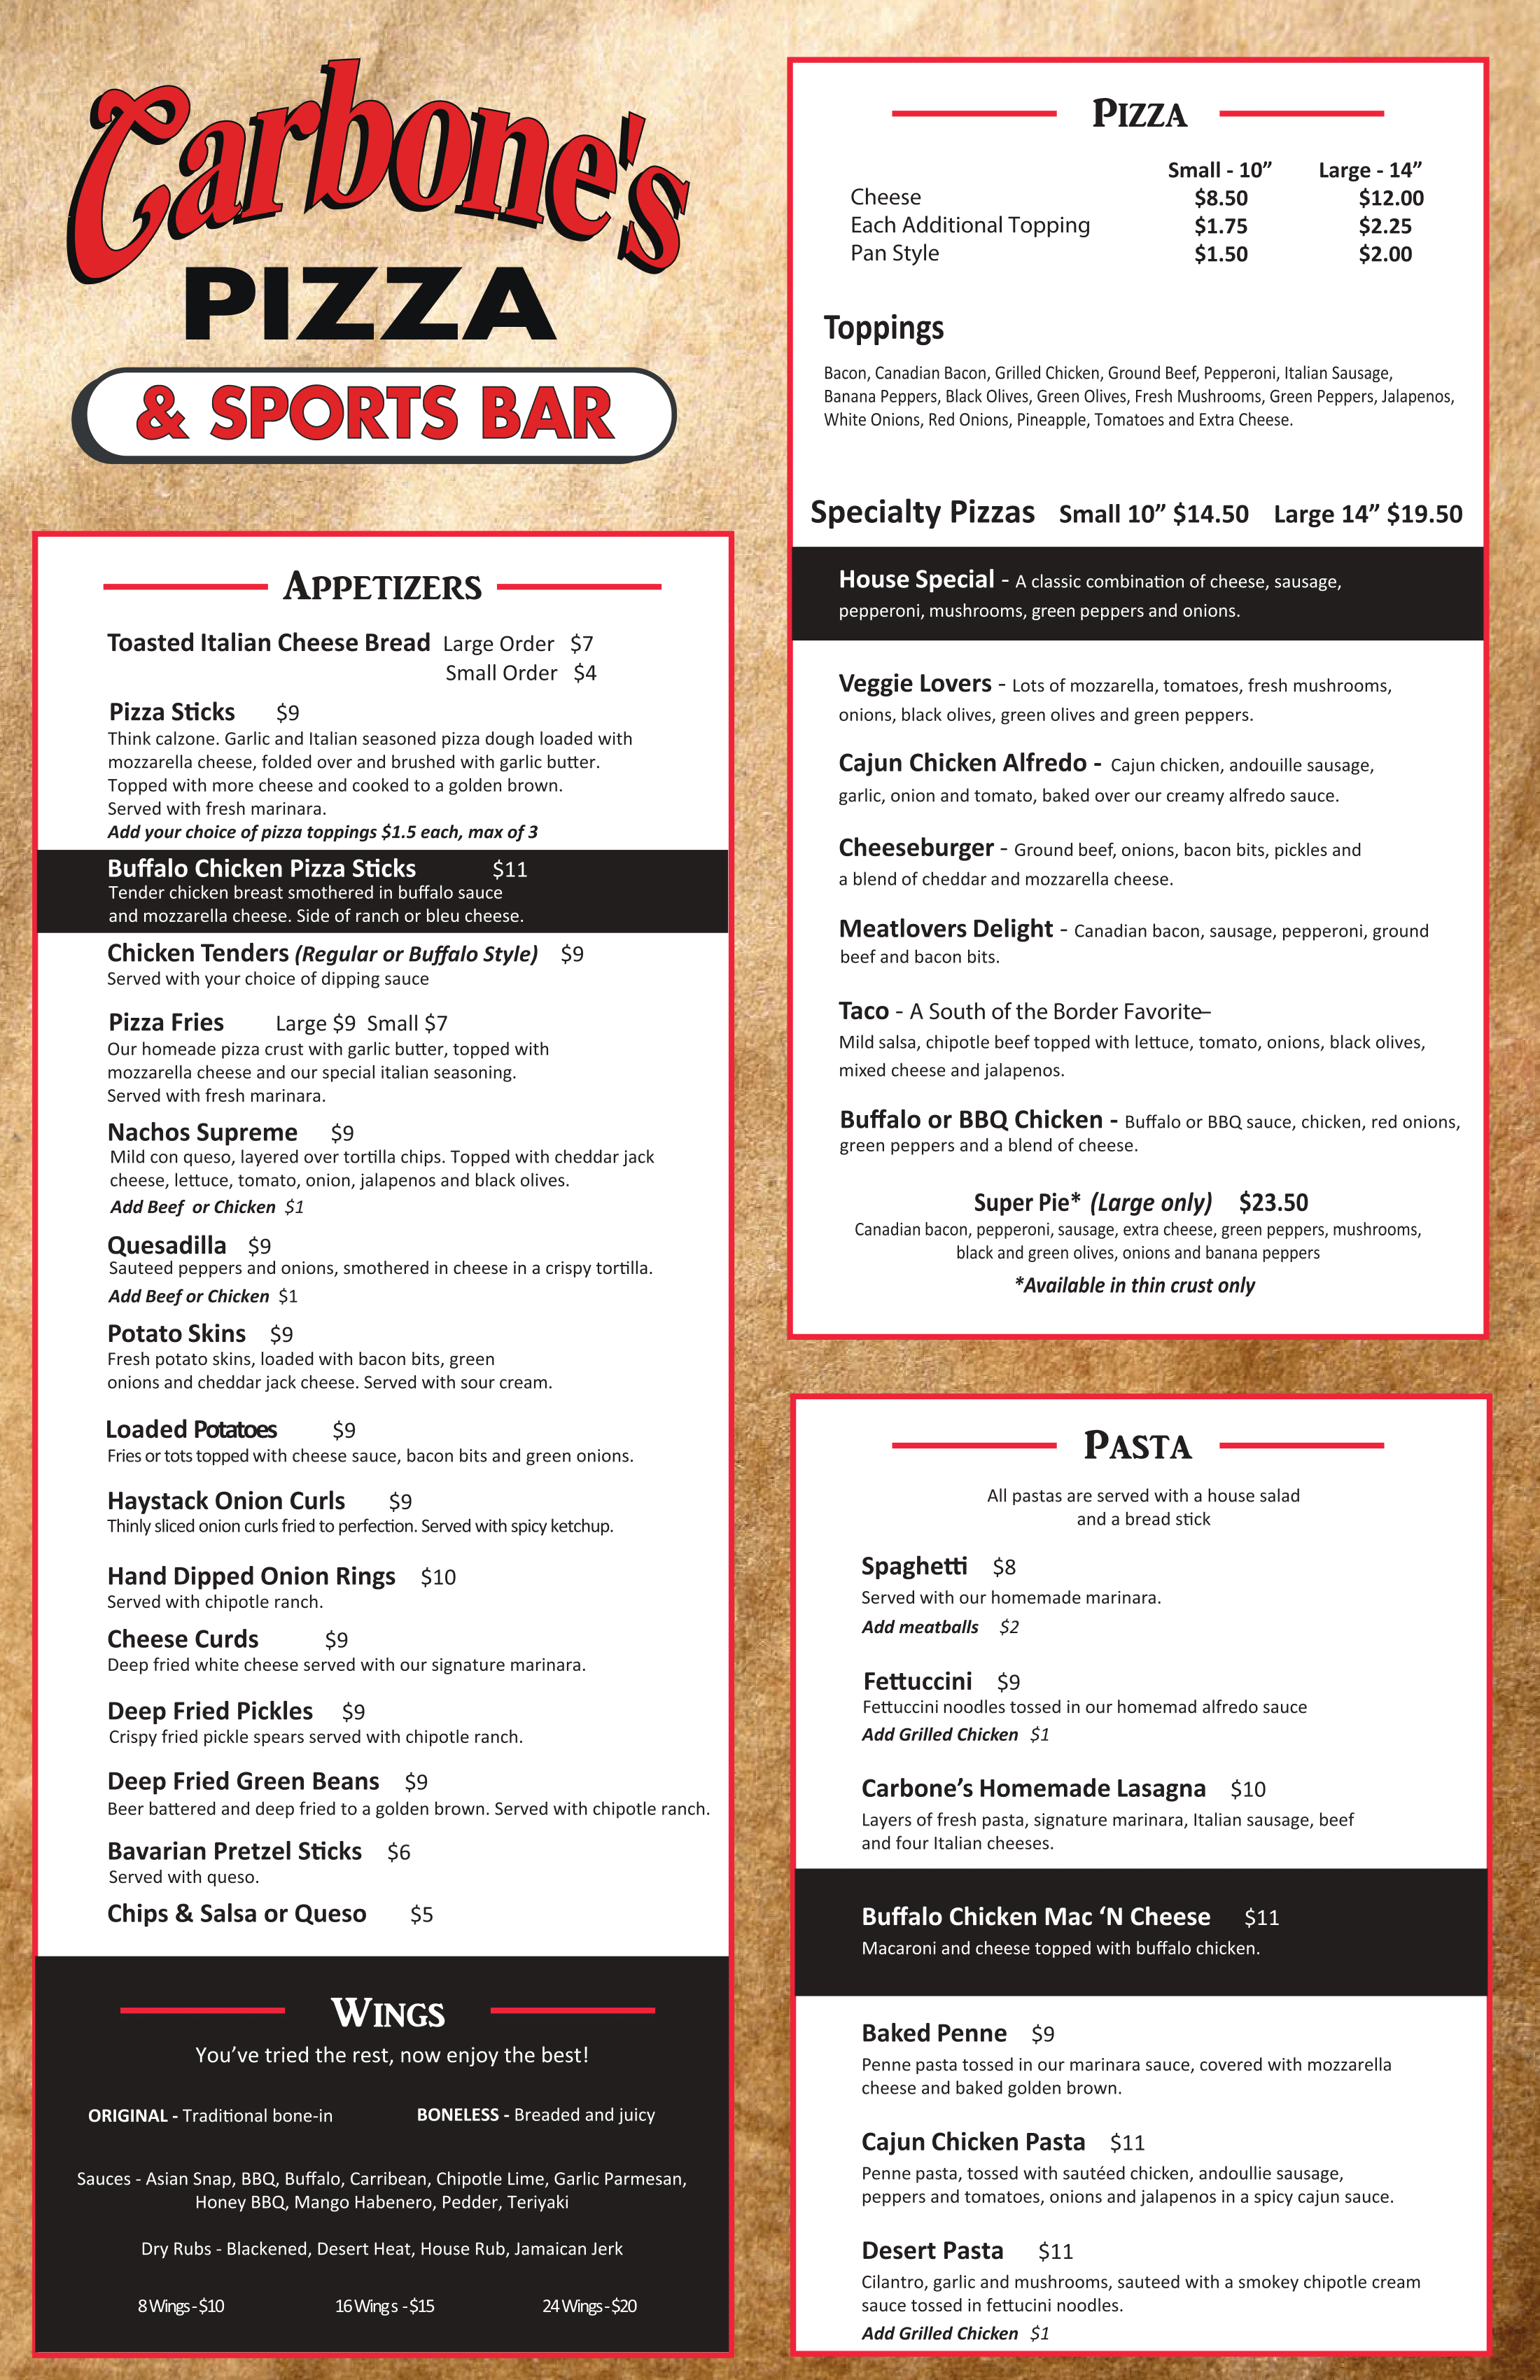 Carbone's
PIZZA
& SPORTS BAR
APPETIZERS
Toasted Italian Cheese Bread Large Order $7
Small Order $4
Pizza Sticks $9
Think calzone. Garlic and Italian seasoned pizza dough loaded with
mozzarella cheese, folded over and brushed with garlic butter.
Topped with more cheese and cooked to a golden brown.
Served with fresh marinara.
Add your choice of pizza toppings $1.5 each, max of 3
Buffalo Chicken Pizza Sticks $11
Tender chicken breast smothered in buffalo sauce
and mozzarella cheese. Side of ranch or bleu cheese.
Chicken Tenders (Regular or Buffalo Style) $9
Served with your choice of dipping sauce
Pizza Fries Large $9 Small $7
Our homeade pizza crust with garlic butter, topped with
mozzarella cheese and our special italian seasoning.
Served with fresh marinara.
Nachos Supreme $9
Mild con queso, layered over tortilla chips. Topped with cheddar jack
cheese, lettuce, tomato, onion, jalapenos and black olives.
Add Beef or Chicken $1
Quesadilla $9
Sauteed peppers and onions, smothered in cheese in a crispy tortilla.
Add Beef or Chicken $1
Potato Skins $9
Fresh potato skins, loaded with bacon bits, green
onions and cheddar jack cheese. Served with sour cream.
Loaded Potatoes $9
Fries or tots topped with cheese sauce, bacon bits and green onions.
Haystack Onion Curls $9
Thinly sliced onion curls fried to perfection. Served with spicy ketchup.
Hand Dipped Onion Rings $10
Served with chipotle ranch.
Cheese Curds $9
Deep fried white cheese served with our signature marinara.
Deep Fried Pickles $9
Crispy fried pickle spears served with chipotle ranch.
Deep Fried Green Beans $9
Beer battered and deep fried to a golden brown. Served with chipotle ranch.
Bavarian Pretzel Sticks $6
Served with queso.
Chips & Salsa or Queso $5
WINGS
You've tried the rest, now enjoy the best!
ORIGINAL - Traditional bone-in BONELESS - Breaded and juicy
Sauces - Asian Snap, BBQ, Buffalo, Carribean, Chipotle Lime, Garlic Parmesan,
Honey BBQ, Mango Habenero, Pedder, Teriyaki
Dry Rubs - Blackened, Desert Heat, House Rub, Jamaican Jerk
8 Wings - $10 16 Wing s - $15 24 Wings - $20
PIZZA
Small - 10” Large - 14”
Cheese $8.50 $12.00
Each Additional Topping $1.75 $2.25
Pan Style $1.50 $2.00
Toppings
Bacon, Canadian Bacon, Grilled Chicken, Ground Beef, Pepperoni, Italian Sausage,
Banana Peppers, Black Olives, Green Olives, Fresh Mushrooms, Green Peppers, Jalapenos,
White Onions, Red Onions, Pineapple, Tomatoes and Extra Cheese.
Specialty Pizzas Small 10” $14.50 Large 14” $19.50
House Special - A classic combination of cheese, sausage,
pepperoni, mushrooms, green peppers and onions.
Veggie Lovers - Lots of mozzarella, tomatoes, fresh mushrooms,
onions, black olives, green olives and green peppers.
Cajun Chicken Alfredo - Cajun chicken, andouille sausage,
garlic, onion and tomato, baked over our creamy alfredo sauce.
Cheeseburger - Ground beef, onions, bacon bits, pickles and
a blend of cheddar and mozzarella cheese.
Meatlovers Delight - Canadian bacon, sausage, pepperoni, ground
beef and bacon bits.
Taco - A South of the Border Favorite–
Mild salsa, chipotle beef topped with lettuce, tomato, onions, black olives,
mixed cheese and jalapenos.
Buffalo or BBQ Chicken - Buffalo or BBQ sauce, chicken, red onions,
green peppers and a blend of cheese.
Super Pie* (Large only) $23.50
Canadian bacon, pepperoni, sausage, extra cheese, green peppers, mushrooms,
black and green olives, onions and banana peppers
*Available in thin crust only
PASTA
All pastas are served with a house salad
and a bread stick
Spaghetti $8
Served with our homemade marinara.
Add meatballs $2
Fettuccini $9
Fettuccini noodles tossed in our homemad alfredo sauce
Add Grilled Chicken $1
Carbone’s Homemade Lasagna $10
Layers of fresh pasta, signature marinara, Italian sausage, beef
and four Italian cheeses.
Buffalo Chicken Mac ‘N Cheese $11
Macaroni and cheese topped with buffalo chicken.
Baked Penne $9
Penne pasta tossed in our marinara sauce, covered with mozzarella
cheese and baked golden brown.
Cajun Chicken Pasta $11
Penne pasta, tossed with sautéed chicken, andoullie sausage,
peppers and tomatoes, onions and jalapenos in a spicy cajun sauce.
Desert Pasta $11
Cilantro, garlic and mushrooms, sauteed with a smokey chipotle cream
sauce tossed in fettucini noodles.
Add Grilled Chicken $1